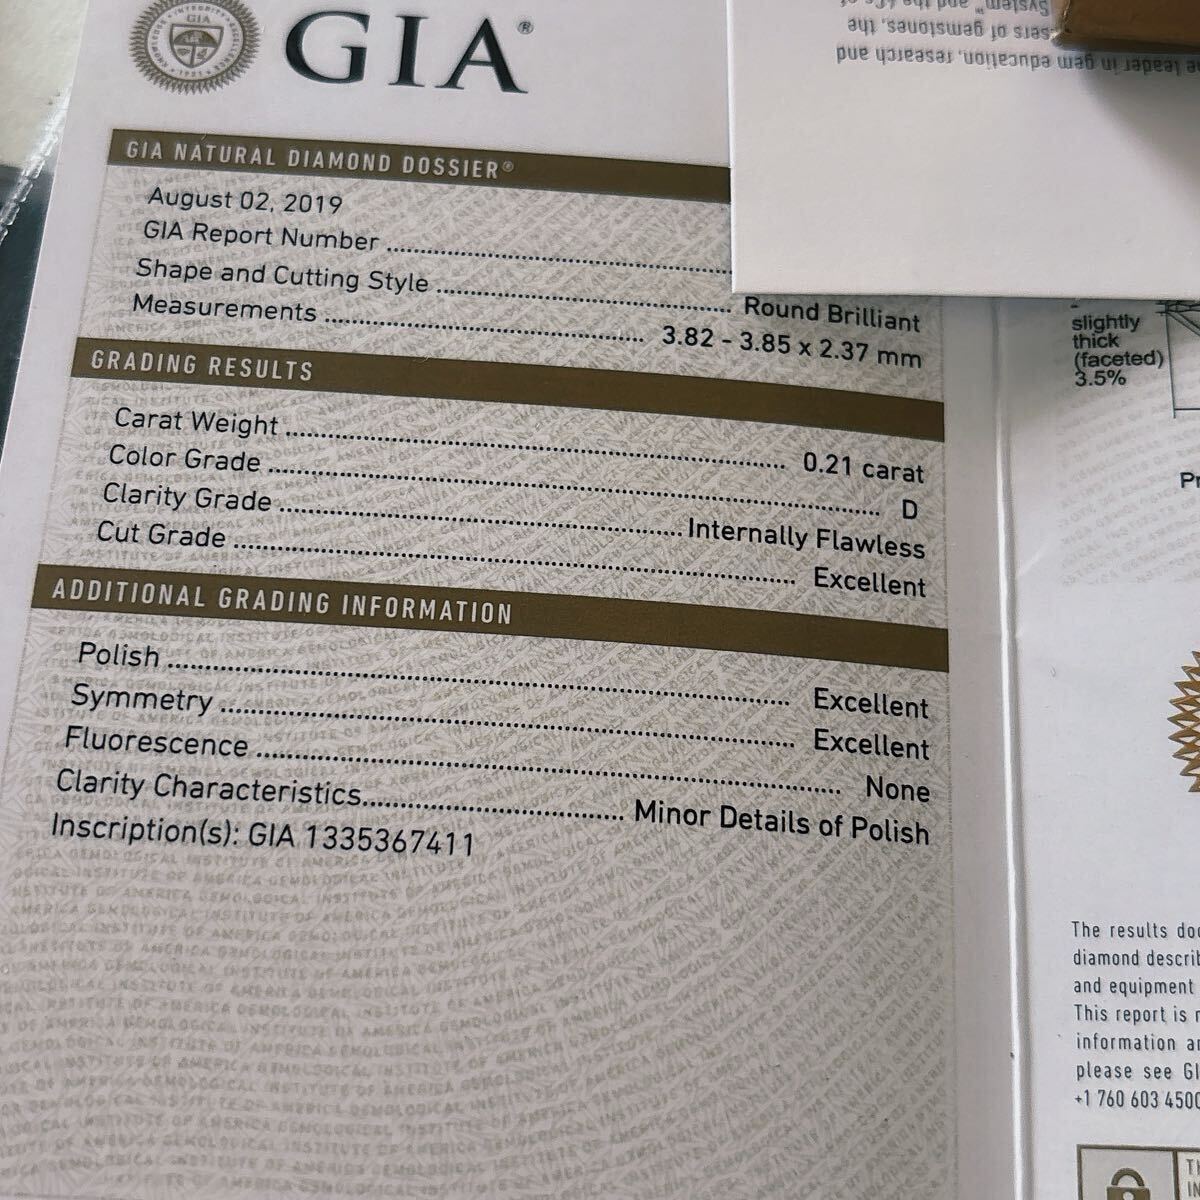 GIA®
GIA NATURAL DIAMOND DOSSIER®
August 02, 2019
GIA Report Number
Shape and Cutting Style Round Brilliant
Measurements 3.82 - 3.85 x 2.37 mm
GRADING RESULTS
Carat Weight 0.21 carat
Color Grade D
Clarity Grade Internally Flawless
Cut Grade Excellent
ADDITIONAL GRADING INFORMATION
Polish Excellent
Symmetry Excellent
Fluorescence None
Clarity Characteristics Minor Details of Polish
Inscription(s): GIA 1335367411
System™ and the
of gemstones, the
leader in gem education, research and
slightly
thick
(faceted)
3.5%
The results
diamond
and equipment
This report is
information
please see
+1 760 603 4500